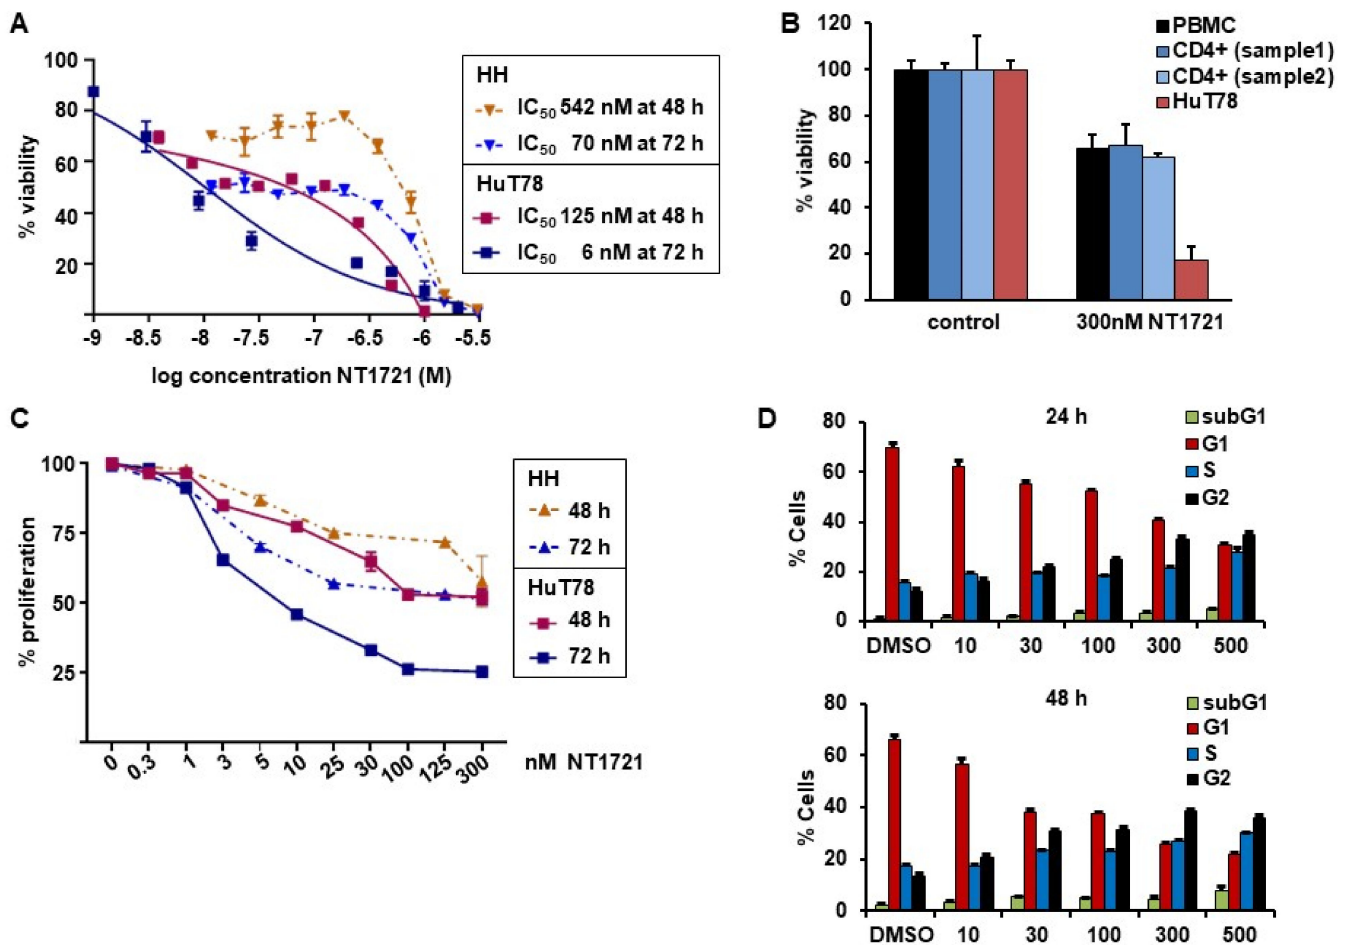 A
% viability
100
80
60
40
20
-9 -8.5 -8 -7.5 -7 -6.5 -6 -5.5
log concentration NT1721 (M)
HH
IC50 542 nM at 48 h
IC50 70 nM at 72 h
HuT78
IC50 125 nM at 48 h
IC50 6 nM at 72 h
B
% viability
120
100
80
60
40
20
0
control 300nM NT1721
PBMC
CD4+ (sample1)
CD4+ (sample2)
HuT78
C
% proliferation
100
75
50
25
0 0.3 1 3 5 10 25 30 100 125 300 nM NT1721
HH
48 h
72 h
HuT78
48 h
72 h
D
24 h
% Cells
80
60
40
20
0
DMSO 10 30 100 300 500
subG1
G1
S
G2
48 h
% Cells
80
60
40
20
0
DMSO 10 30 100 300 500
subG1
G1
S
G2